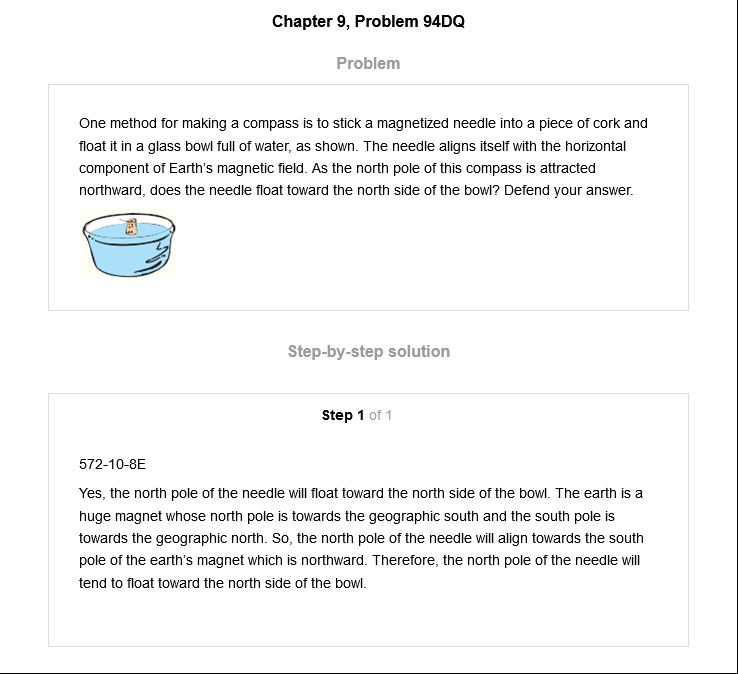 Chapter 9, Problem 94DQ
Problem
One method for making a compass is to stick a magnetized needle into a piece of cork and
float it in a glass bowl full of water, as shown. The needle aligns itself with the horizontal
component of Earth's magnetic field. As the north pole of this compass is attracted
northward, does the needle float toward the north side of the bowl? Defend your answer.
Step-by-step solution
Step 1 of 1
572-10-8E
Yes, the north pole of the needle will float toward the north side of the bowl. The earth is a
huge magnet whose north pole is towards the geographic south and the south pole is
towards the geographic north. So, the north pole of the needle will align towards the south
pole of the earth's magnet which is northward. Therefore, the north pole of the needle will
tend to float toward the north side of the bowl.